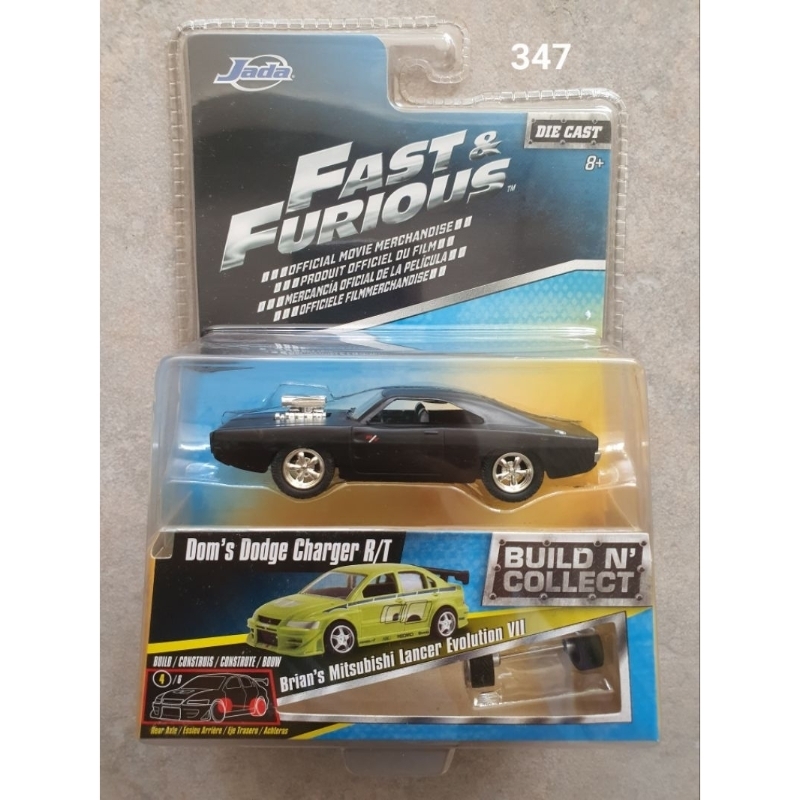 347
Jada
DIE CAST
8+
FAST &
FURIOUS™
OFFICIAL MOVIE MERCHANDISE
PRODUIT OFFICIEL DU FILM
MERCANCÍA OFICIAL DE LA PELÍCULA
OFFICIELE FILMMERCHANDISE
Dom's Dodge Charger R/T
BUILD N'
COLLECT
Brian's Mitsubishi Lancer Evolution VII
BUILD / CONSTRUIS / CONSTRUYE / BOUW
4 /6
Rear Axle / Essieu Arrière / Eje Trasero / Achteras